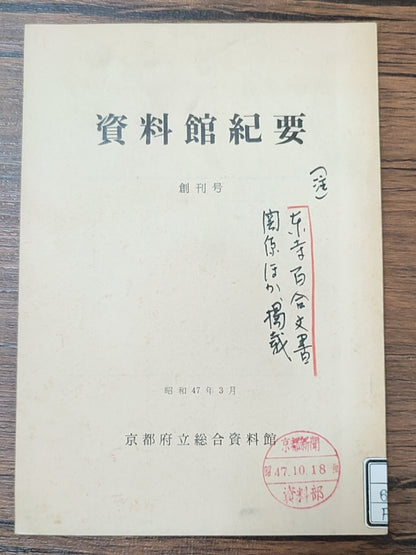 資料館紀要
創刊号
(注)
東寺百合文書
関係ほか掲載
昭和47年3月
京都府立総合資料館
京都新聞
47.10.18
資料部
6